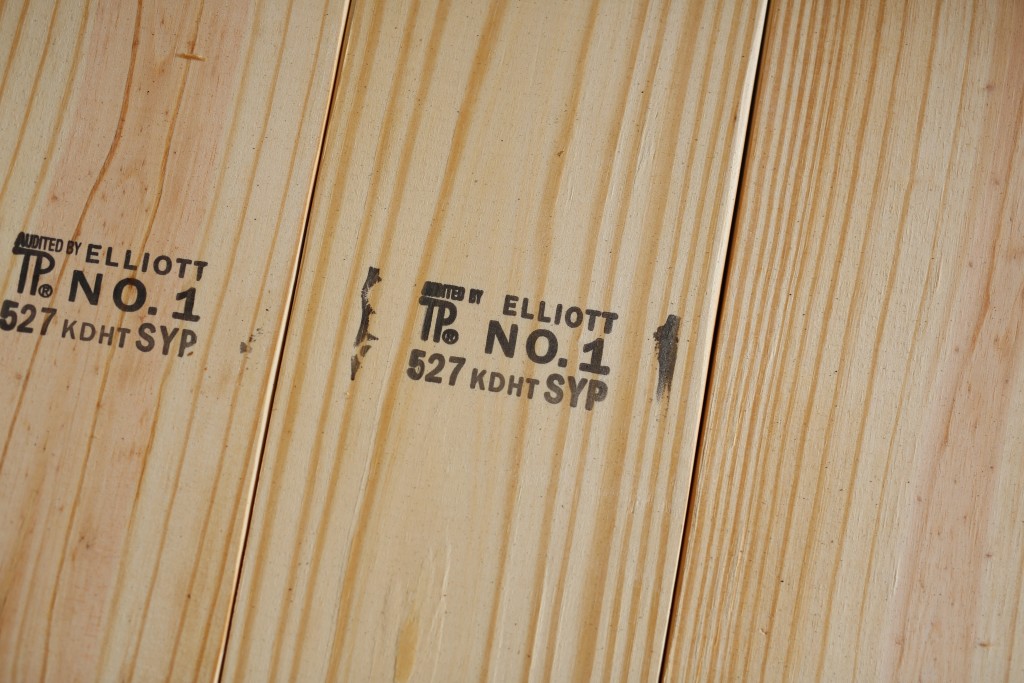 AUDITED BY ELLIOTT
TP® NO. 1
527 KDHT SYP
AUDITED BY ELLIOTT
TP® NO. 1
527 KDHT SYP